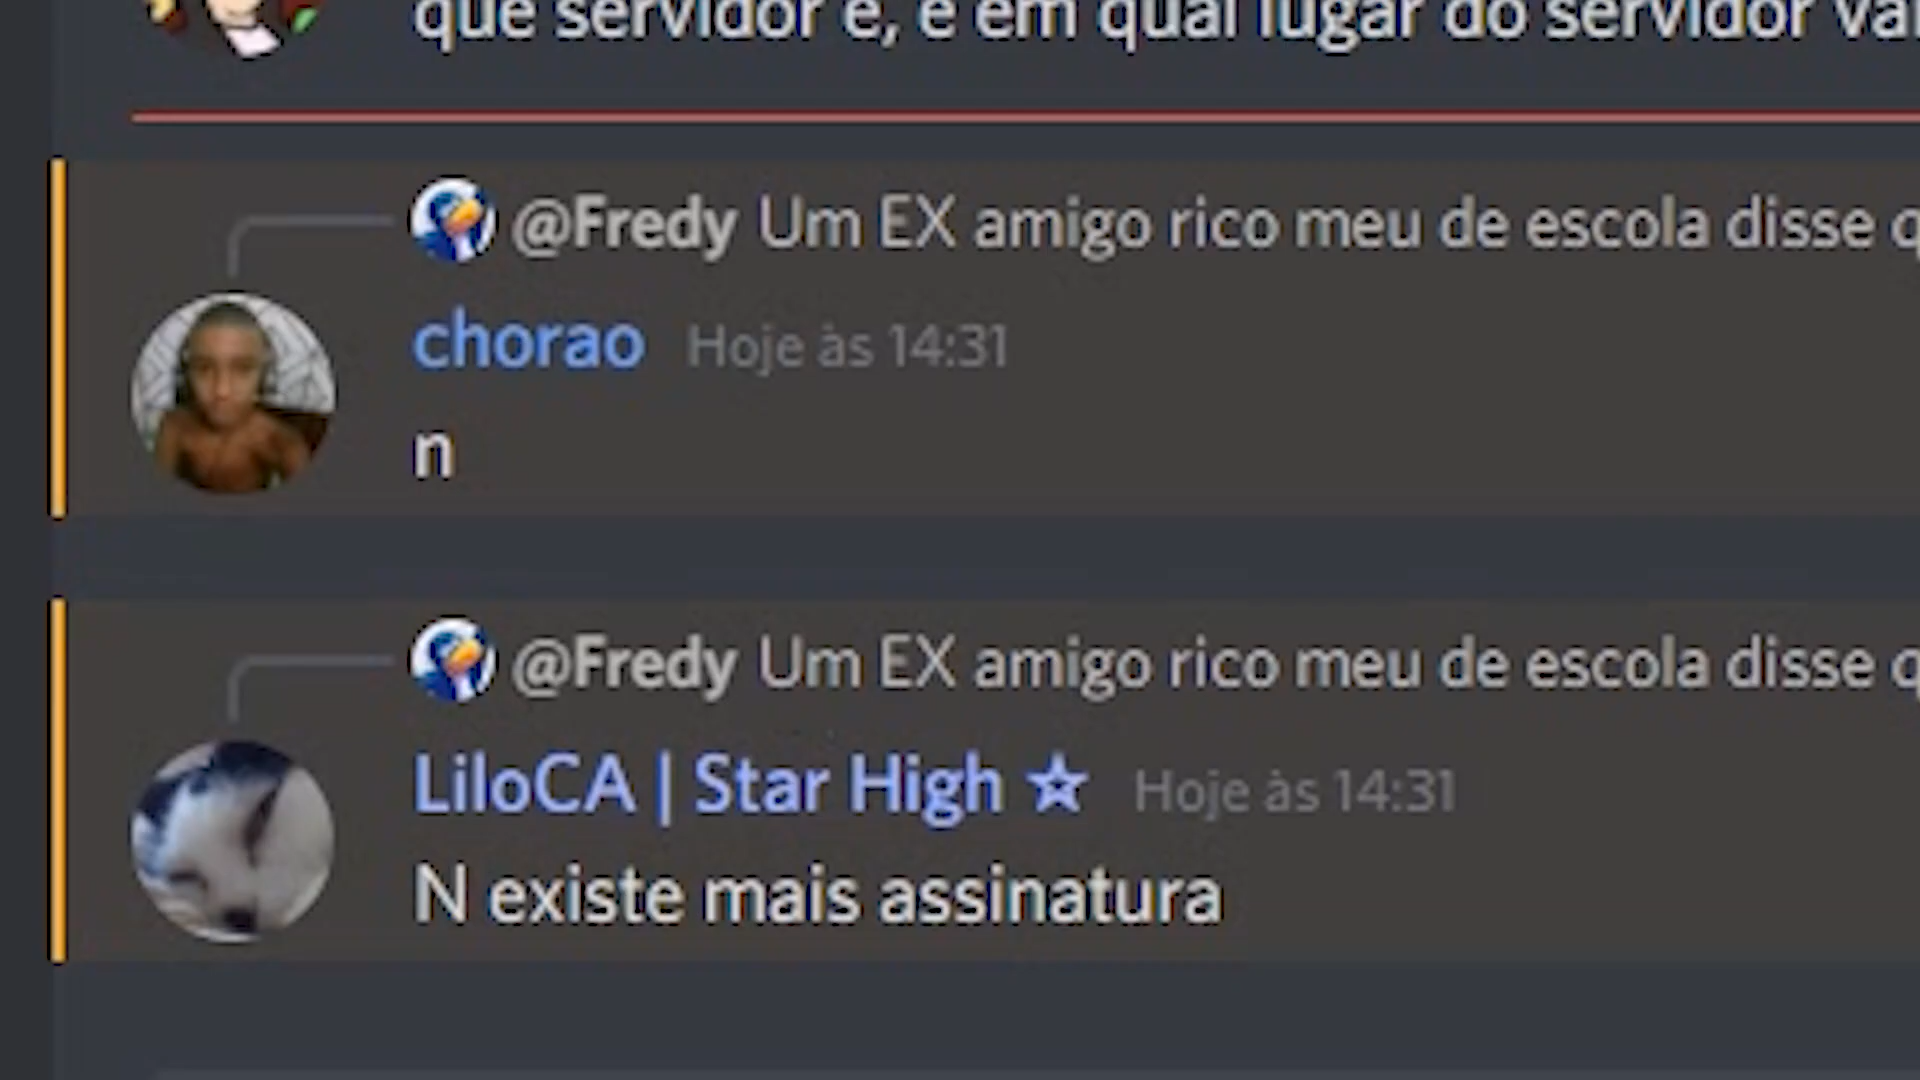 que servidor é, e em qual lugar do servidor
@Fredy Um EX amigo rico meu de escola disse
chorao Hoje às 14:31
n
@Fredy Um EX amigo rico meu de escola disse
LiloCA | Star High ☆ Hoje às 14:31
N existe mais assinatura